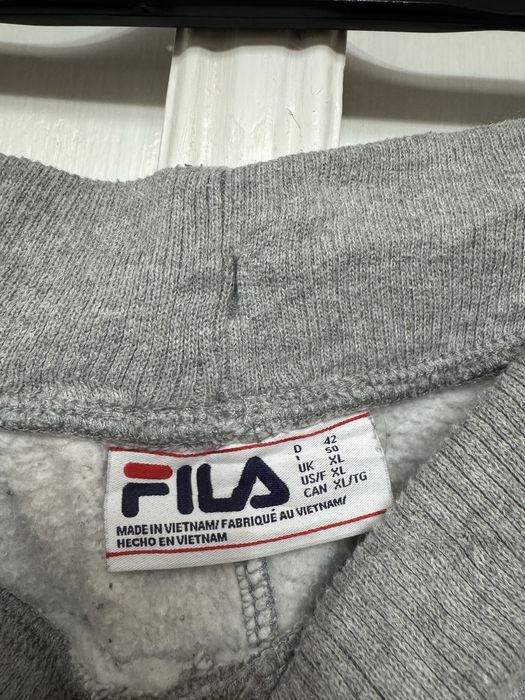 FILA
D 42
I 50
UK XL
US/F XL
CAN XL/TG
MADE IN VIETNAM/ FABRIQUÉ AU VIETNAM/
HECHO EN VIETNAM